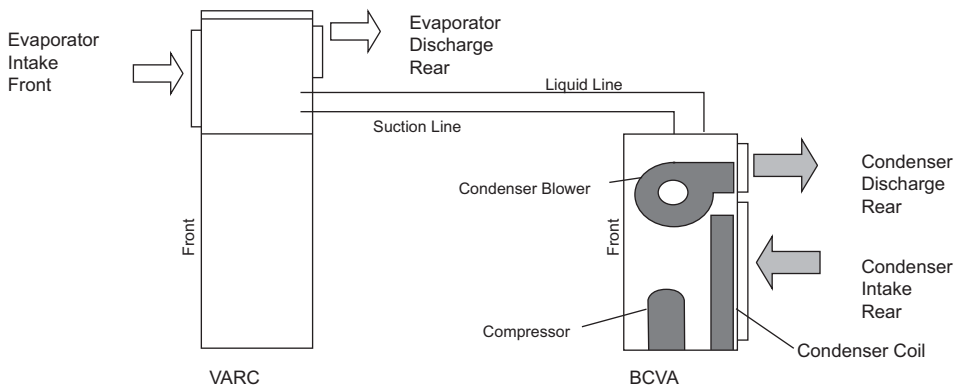 Evaporator
Intake
Front
Evaporator
Discharge
Rear
Liquid Line
Suction Line
Front
VARC
Condenser Blower
Front
Compressor
Condenser
Discharge
Rear
Condenser
Intake
Rear
Condenser Coil
BCVA